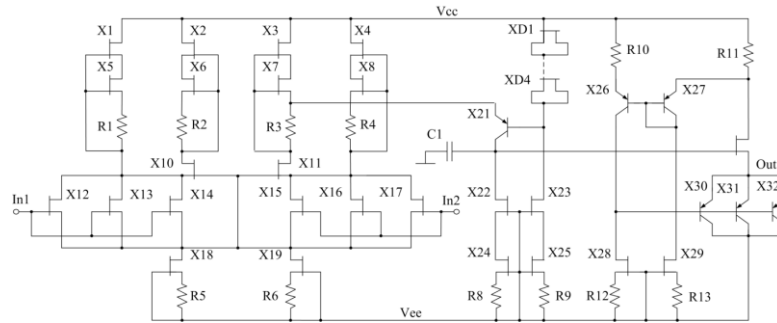 Vcc
X1 X2 X3 X4 XD1
R10 R11
X5 X6 X7 X8 XD4
X26 X27
R1 R2 R3 R4 X21
C1
X10 X11
Out
X12 X13 X14 X15 X16 X17 X22 X23 X30 X31 X32
In1 In2
X18 X19 X24 X25 X28 X29
R5 R6 R8 R9 R12 R13
Vee